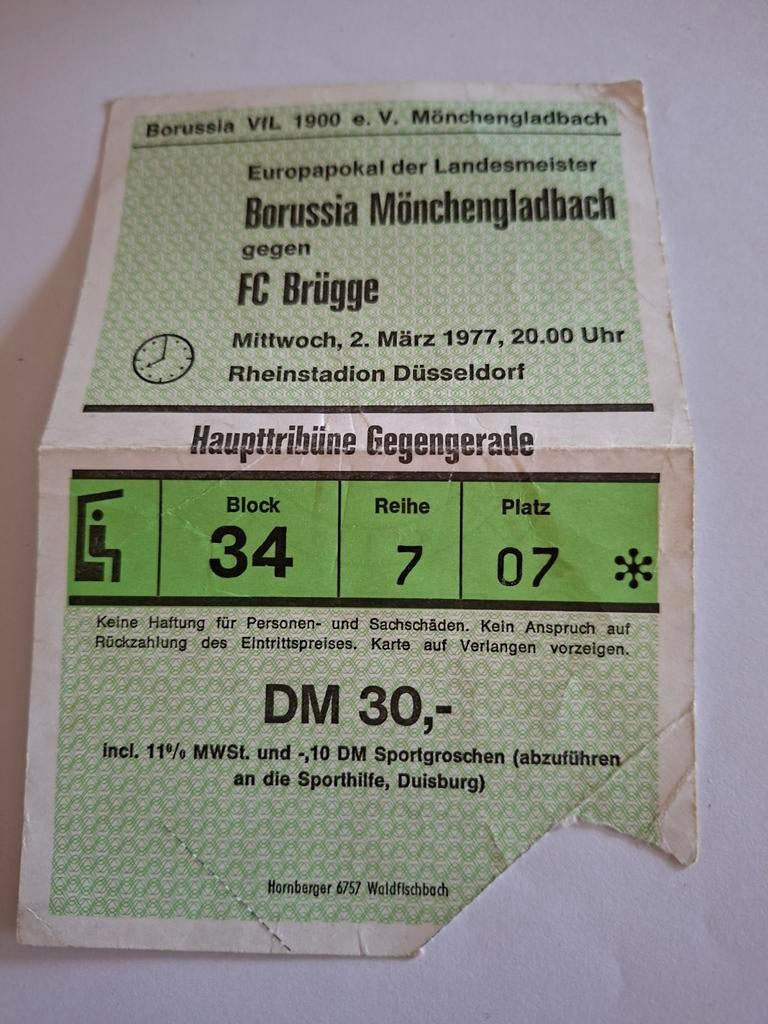 Borussia VfL 1900 e. V. Mönchengladbach
Europapokal der Landesmeister
Borussia Mönchengladbach
gegen
FC Brügge
Mittwoch, 2. März 1977, 20.00 Uhr
Rheinstadion Düsseldorf
Haupttribüne Gegengerade
Block Reihe Platz
34 7 07
Keine Haftung für Personen- und Sachschäden. Kein Anspruch auf
Rückzahlung des Eintrittspreises. Karte auf Verlangen vorzeigen.
DM 30,-
incl. 11% MWSt. und -,10 DM Sportgroschen (abzuführen
an die Sporthilfe, Duisburg)
Hornberger 6757 Waldfischbach